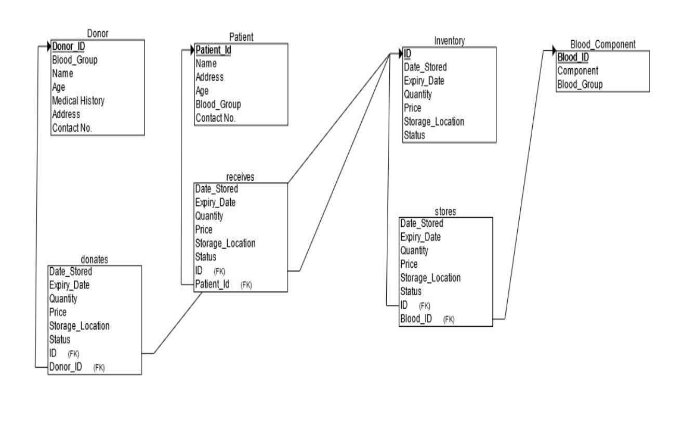 Donor
Donor_ID
Blood_Group
Name
Age
Medical History
Address
Contact No.
Patient
Patient_Id
Name
Address
Age
Blood_Group
Contact No.
Inventory
ID
Date_Stored
Expiry_Date
Quantity
Price
Storage_Location
Status
Blood_Component
Blood_ID
Component
Blood_Group
receives
Date_Stored
Expiry_Date
Quantity
Price
Storage_Location
Status
ID (FK)
Patient_Id (FK)
stores
Date_Stored
Expiry_Date
Quantity
Price
Storage_Location
Status
ID (FK)
Blood_ID (FK)
donates
Date_Stored
Expiry_Date
Quantity
Price
Storage_Location
Status
ID (FK)
Donor_ID (FK)